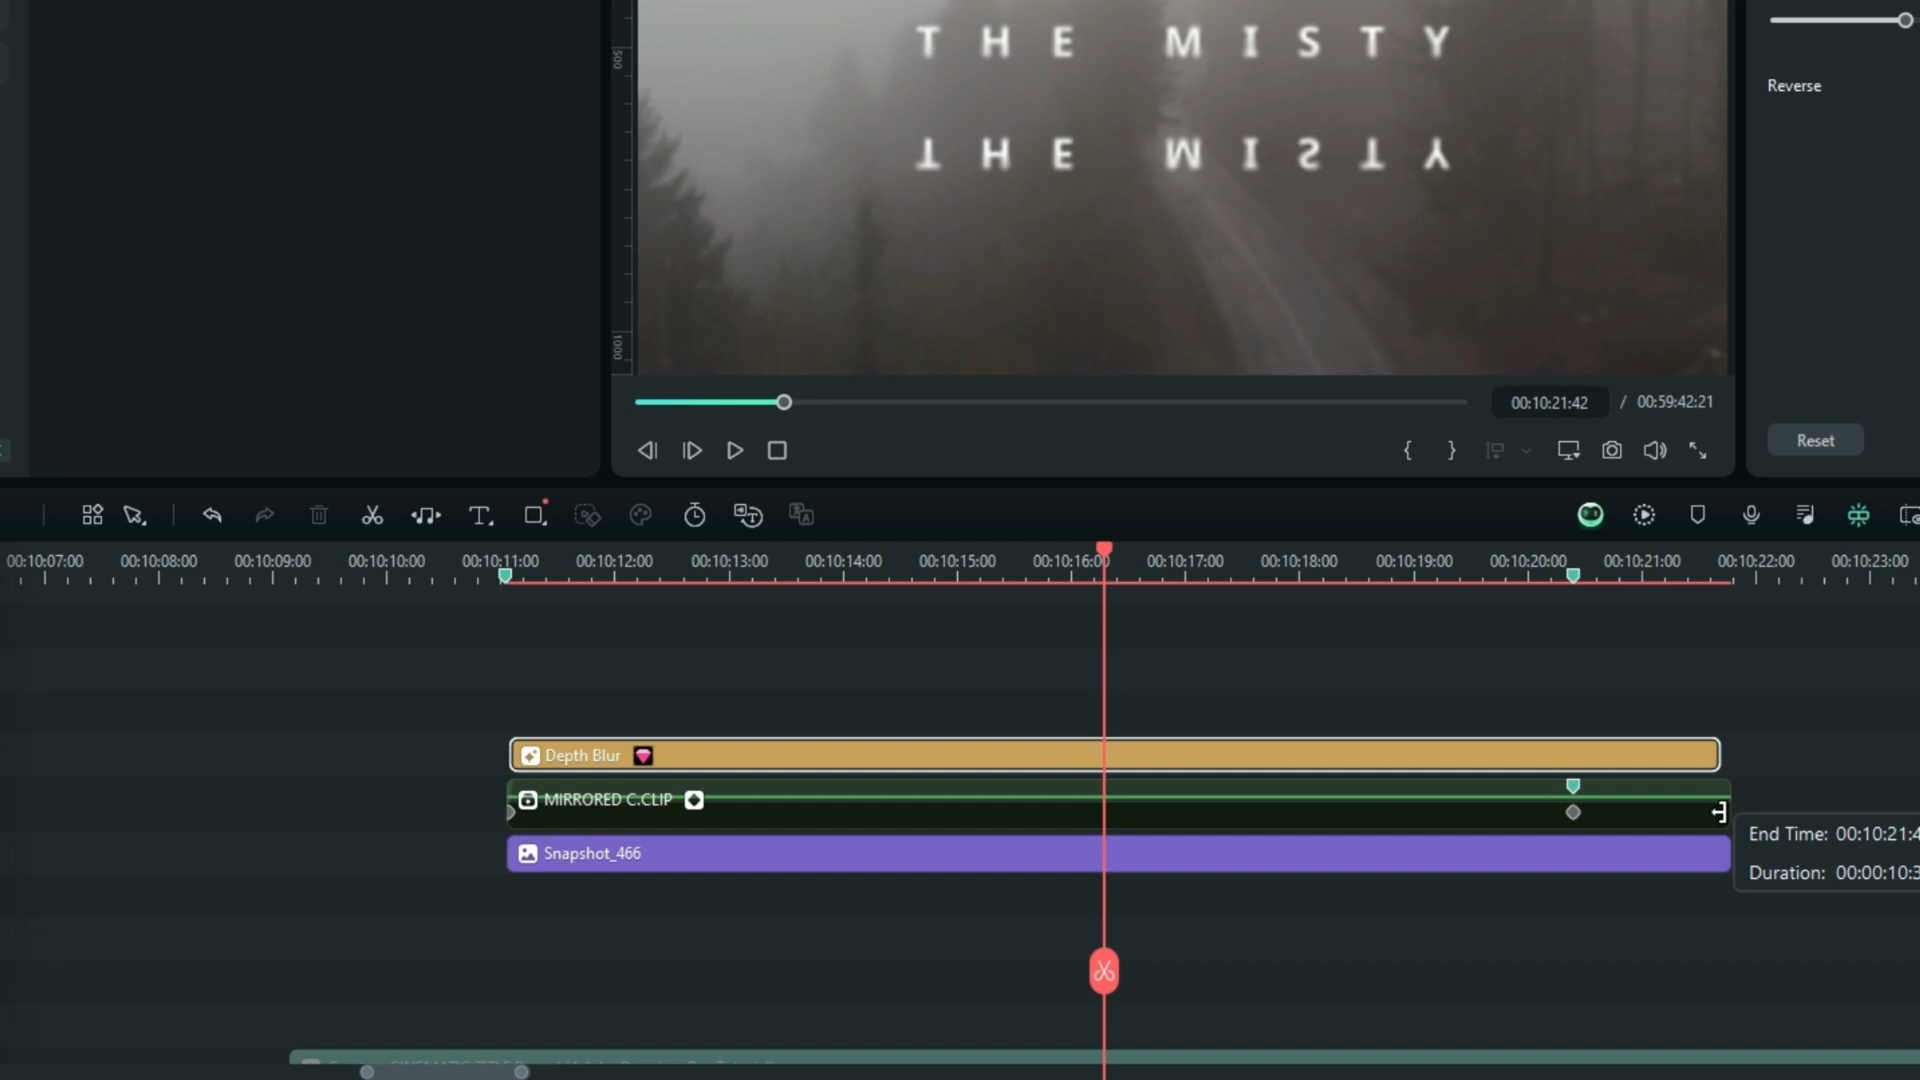 500
THE MISTY
THE MISTY
Reverse
1000
00:10:21:42 / 00:59:42:21
Reset
00:10:07:00 00:10:08:00 00:10:09:00 00:10:10:00 00:10:11:00 00:10:12:00 00:10:13:00 00:10:14:00 00:10:15:00 00:10:16:00 00:10:17:00 00:10:18:00 00:10:19:00 00:10:20:00 00:10:21:00 00:10:22:00 00:10:23:00
Depth Blur
MIRRORED C.CLIP
Snapshot_466
End Time: 00:10:21:4
Duration: 00:00:10:3